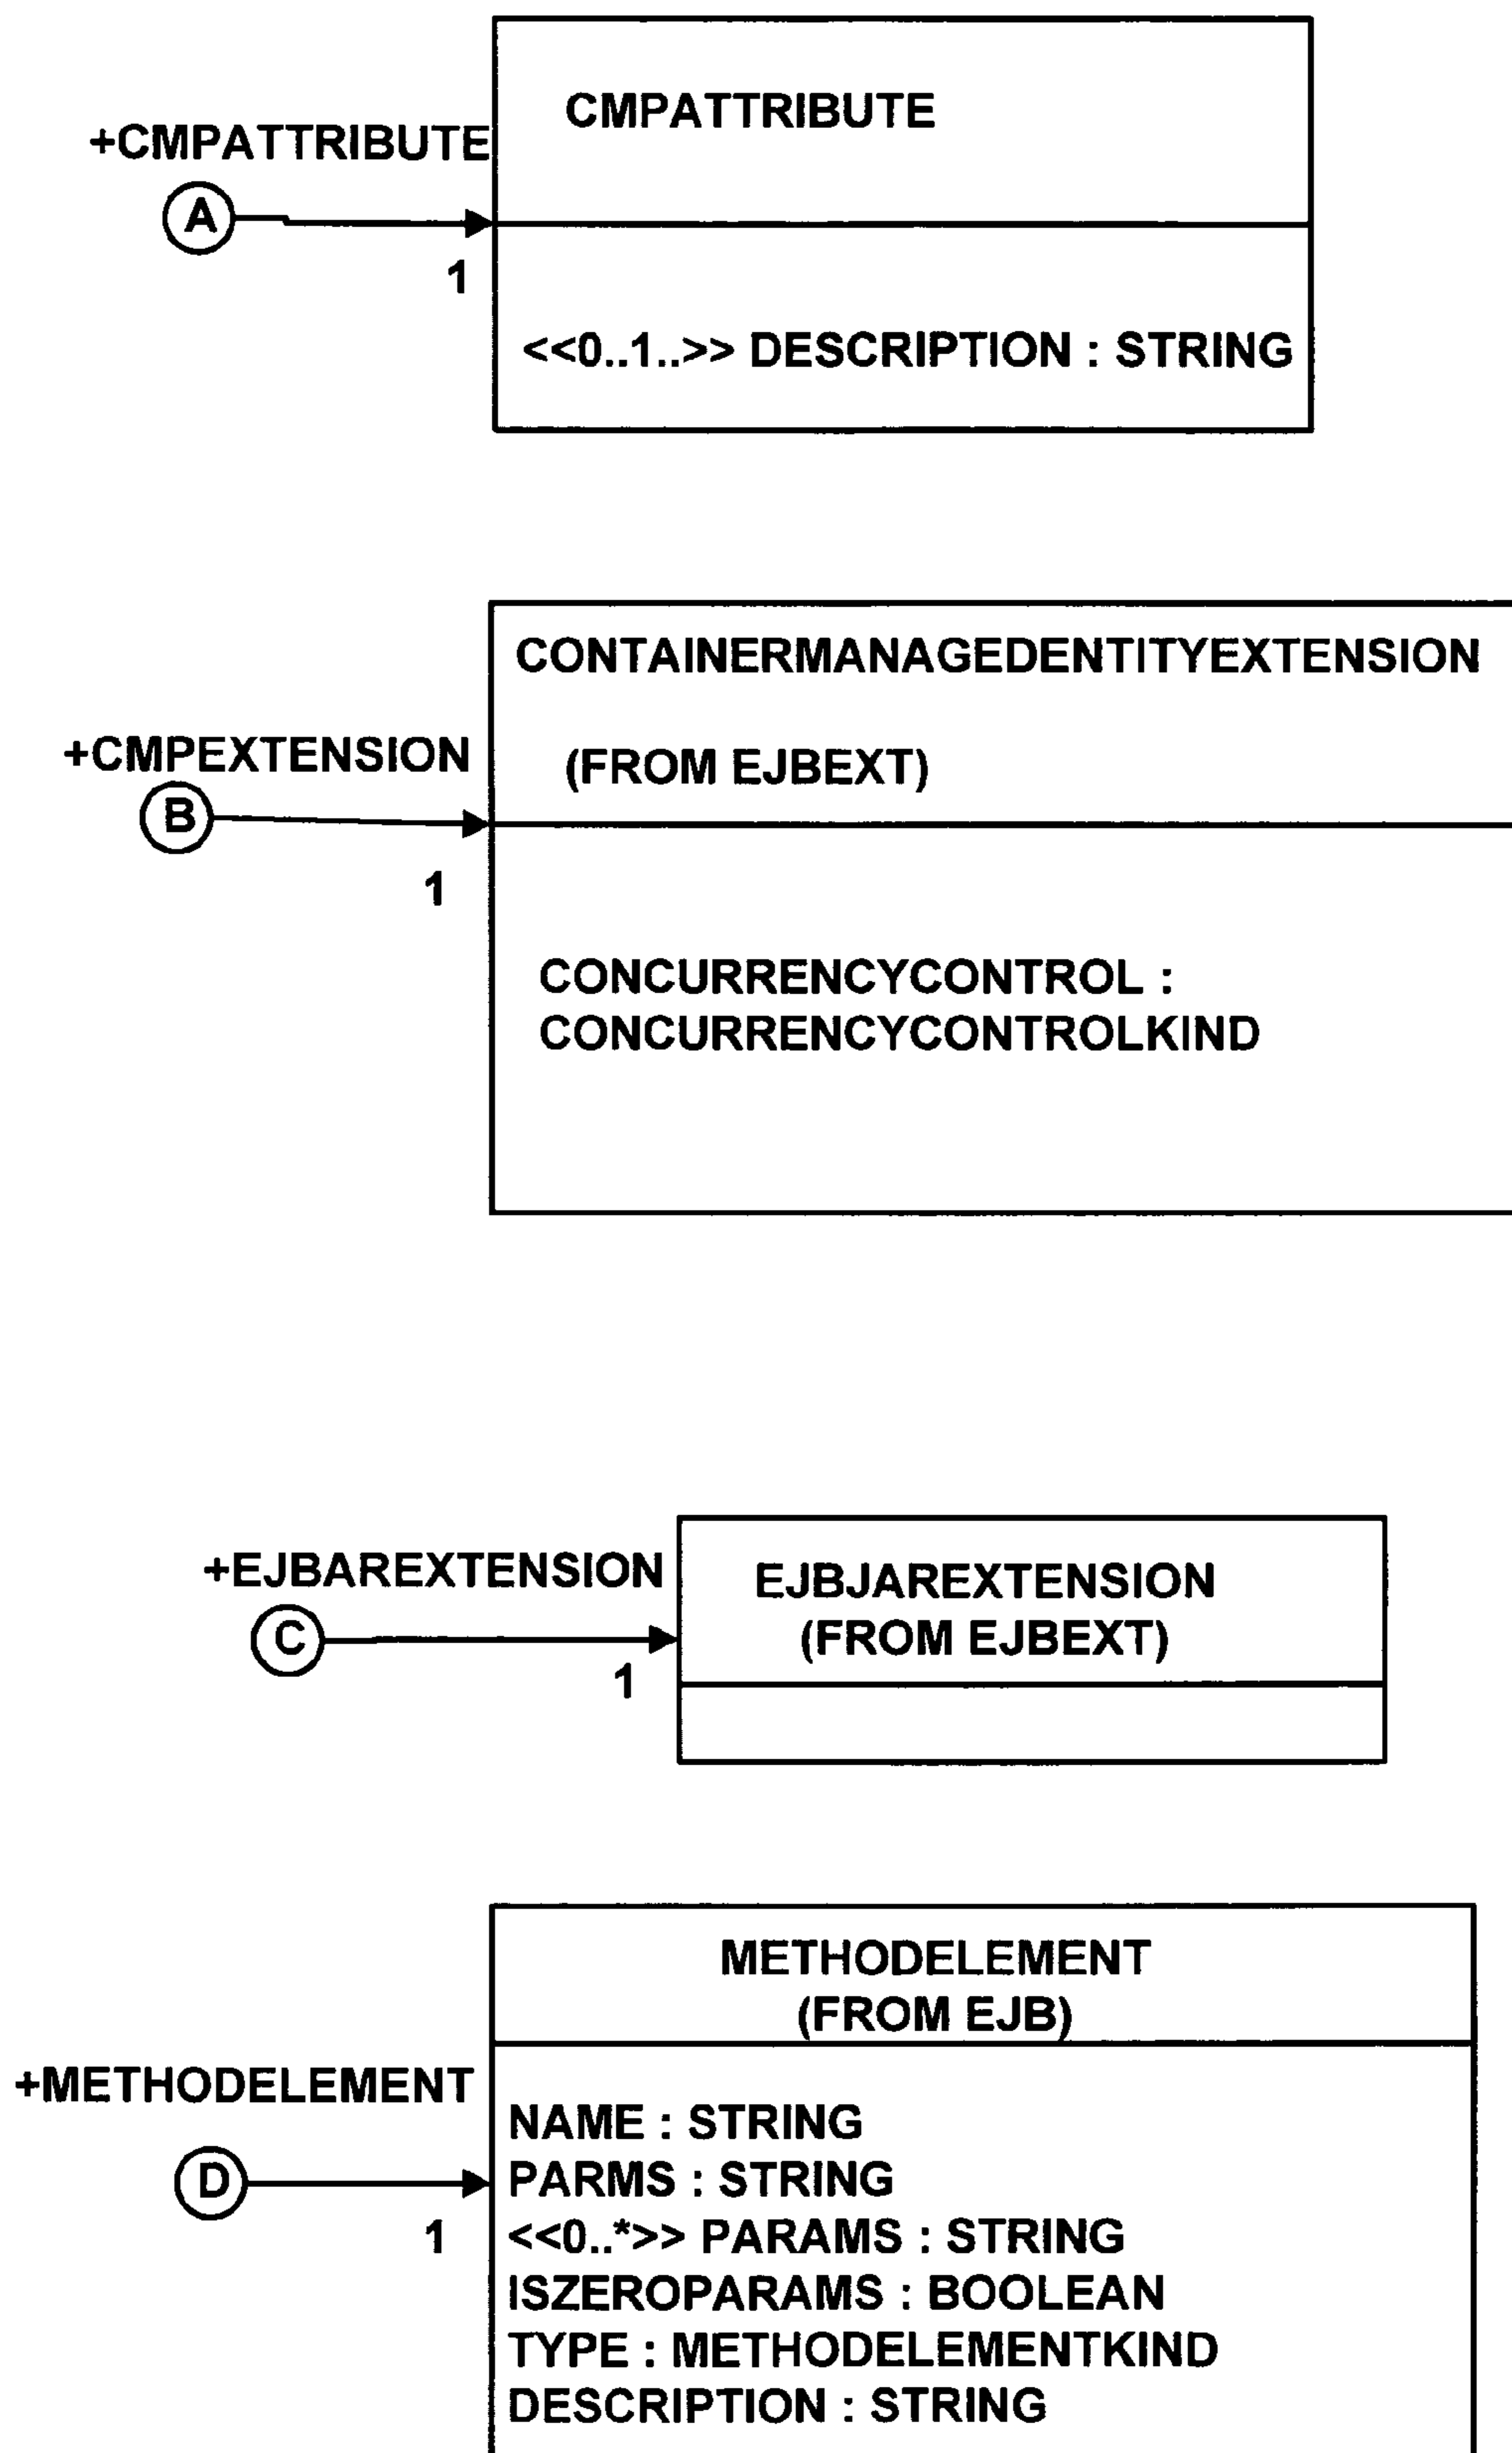 CMPATTRIBUTE
+CMPATTRIBUTE
A
1
<<0..1..>> DESCRIPTION : STRING
CONTAINERMANAGEDENTITYEXTENSION
+CMPEXTENSION
(FROM EJBEXT)
B
1
CONCURRENCYCONTROL :
CONCURRENCYCONTROLKIND
+EJBAREXTENSION
EJBJAREXTENSION
(FROM EJBEXT)
C
1
METHODELEMENT
(FROM EJB)
+METHODELEMENT
NAME : STRING
D
PARMS : STRING
1
<<0..*>> PARAMS : STRING
ISZEROPARAMS : BOOLEAN
TYPE : METHODELEMENTKIND
DESCRIPTION : STRING